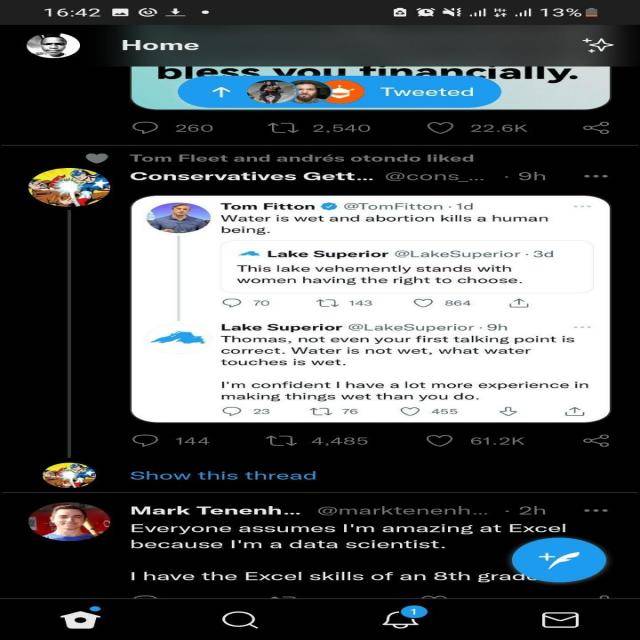 16:42
13%
Home
bless you financially.
Tweeted
260 2,540 22.6K
Tom Fleet and andrés otondo liked
Conservatives Gett... @cons_... · 9h
Tom Fitton @TomFitton · 1d
Water is wet and abortion kills a human
being.
Lake Superior @LakeSuperior · 3d
This lake vehemently stands with
women having the right to choose.
70 143 864
Lake Superior @LakeSuperior · 9h
Thomas, not even your first talking point is
correct. Water is not wet, what water
touches is wet.
I'm confident I have a lot more experience in
making things wet than you do.
23 76 455
144 4,485 61.2K
Show this thread
Mark Tenenh... @marktenenh... · 2h
Everyone assumes I'm amazing at Excel
because I'm a data scientist.
I have the Excel skills of an 8th grade
1